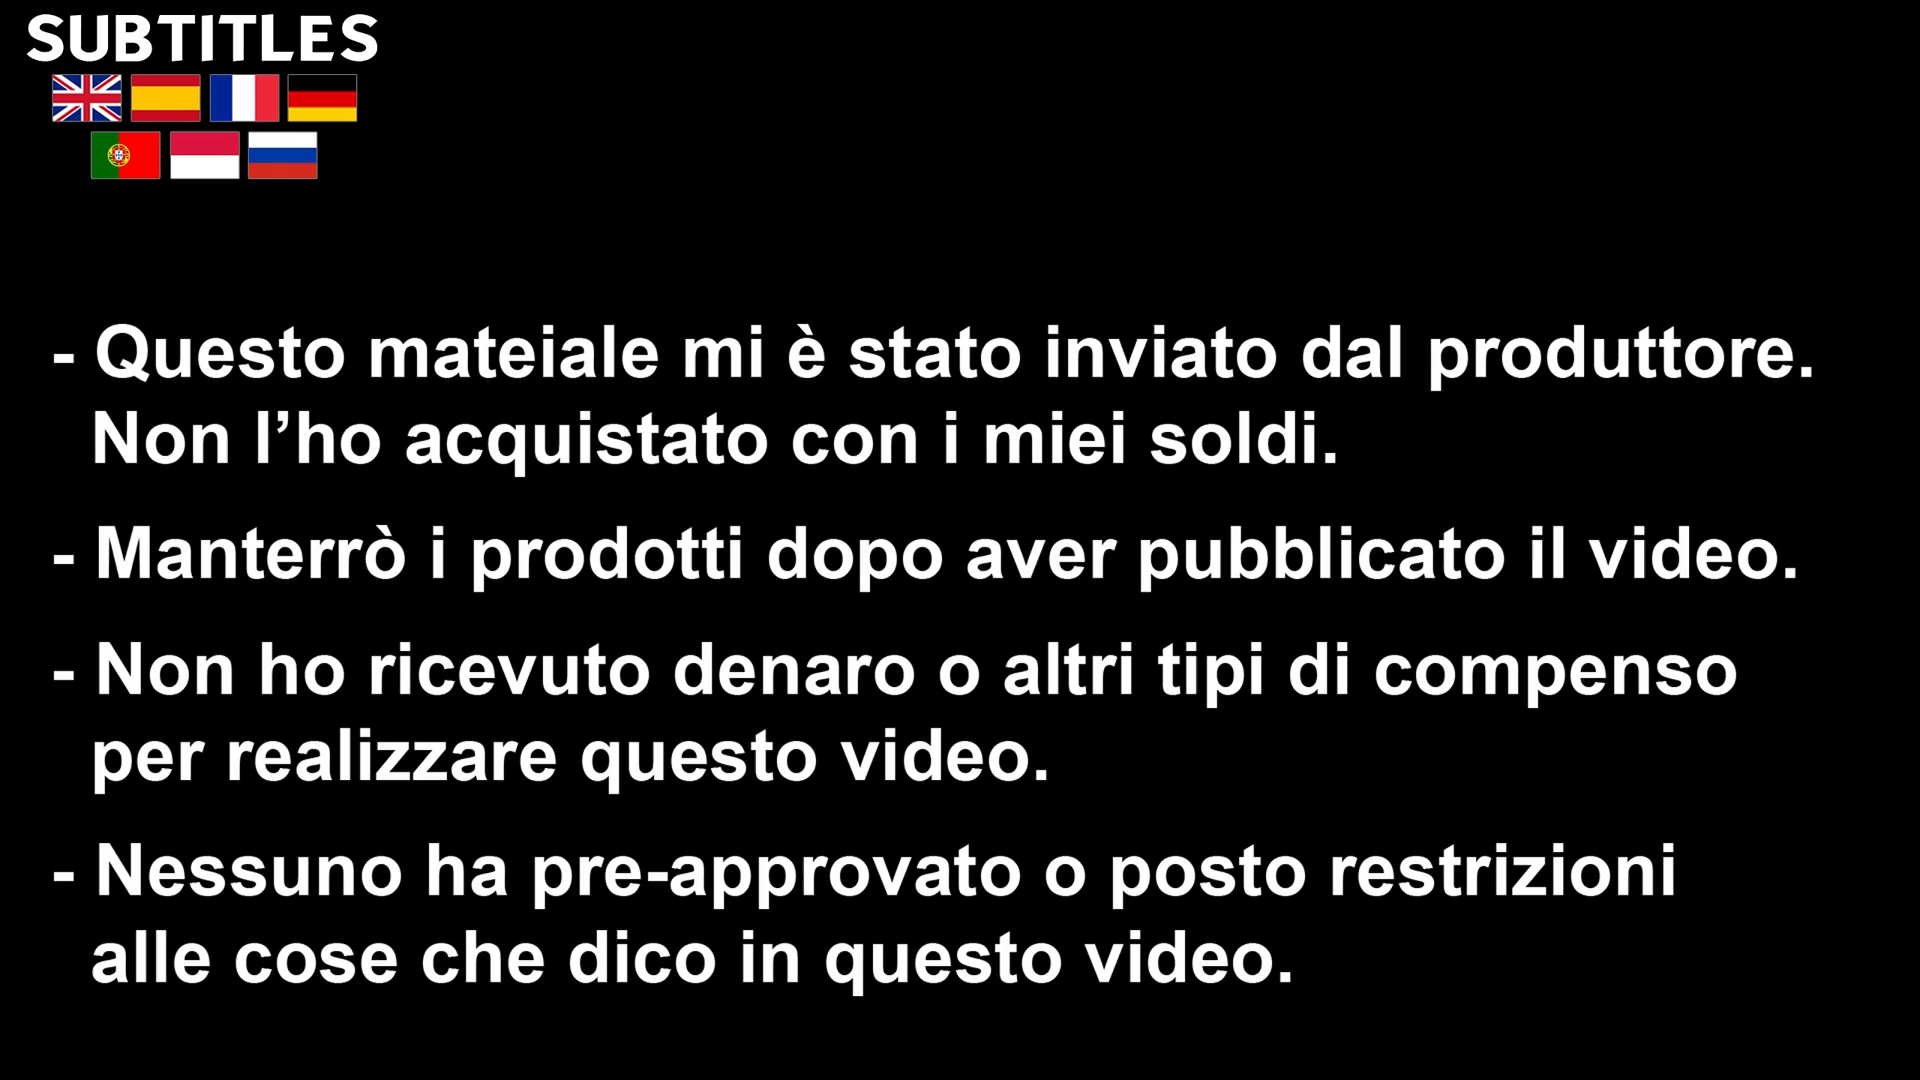 SUBTITLES
- Questo mateiale mi è stato inviato dal produttore.
Non l’ho acquistato con i miei soldi.
- Manterrò i prodotti dopo aver pubblicato il video.
- Non ho ricevuto denaro o altri tipi di compenso
per realizzare questo video.
- Nessuno ha pre-approvato o posto restrizioni
alle cose che dico in questo video.